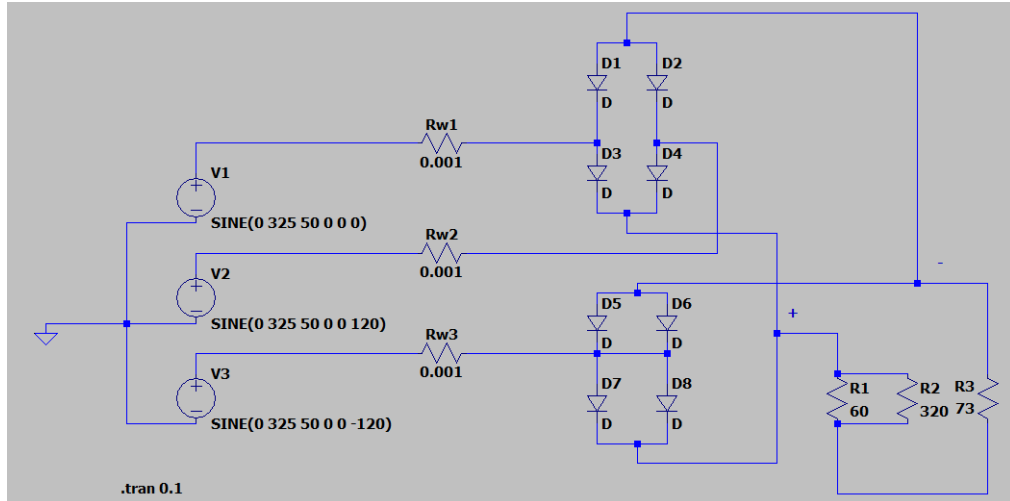 D1
D2
D
D
Rw1
0.001
D3
D4
D
D
V1
+
−
SINE(0 325 50 0 0 0)
Rw2
0.001
V2
+
−
SINE(0 325 50 0 0 120)
-
D5
D6
D
D
+
Rw3
0.001
V3
+
−
SINE(0 325 50 0 0 -120)
D7
D8
D
D
R1
60
R2
320
R3
73
.tran 0.1